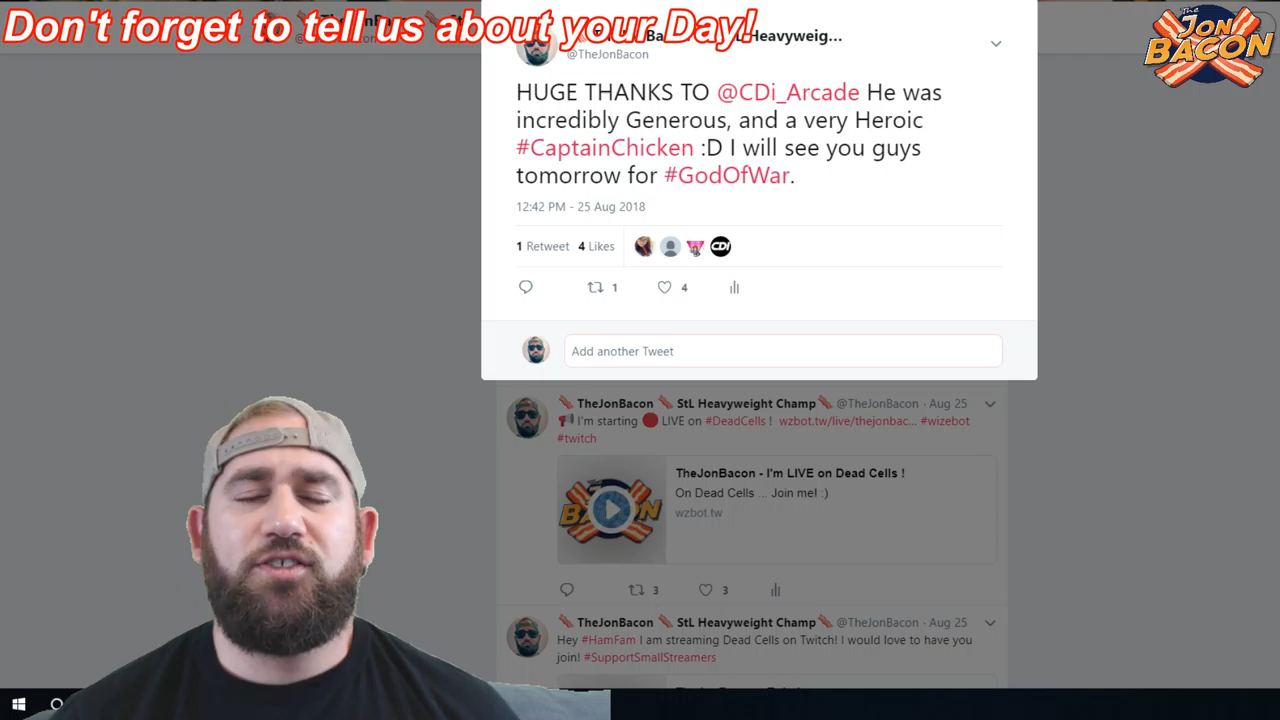 Don't forget to tell us about your Day!
The
JON
BACON
Heavyweig...
@TheJonBacon
HUGE THANKS TO @CDi_Arcade He was
incredibly Generous, and a very Heroic
#CaptainChicken :D I will see you guys
tomorrow for #GodOfWar.
12:42 PM - 25 Aug 2018
1 Retweet 4 Likes
CDI
1 4
Add another Tweet
TheJonBacon StL Heavyweight Champ @TheJonBacon · Aug 25
I'm starting LIVE on #DeadCells ! wzbot.tw/live/thejonbac... #wizebot
#twitch
TheJonBacon - I'm LIVE on Dead Cells !
On Dead Cells ... Join me! :)
wzbot.tw
3 3
TheJonBacon StL Heavyweight Champ @TheJonBacon · Aug 25
Hey #HamFam I am streaming Dead Cells on Twitch! I would love to have you
join! #SupportSmallStreamers